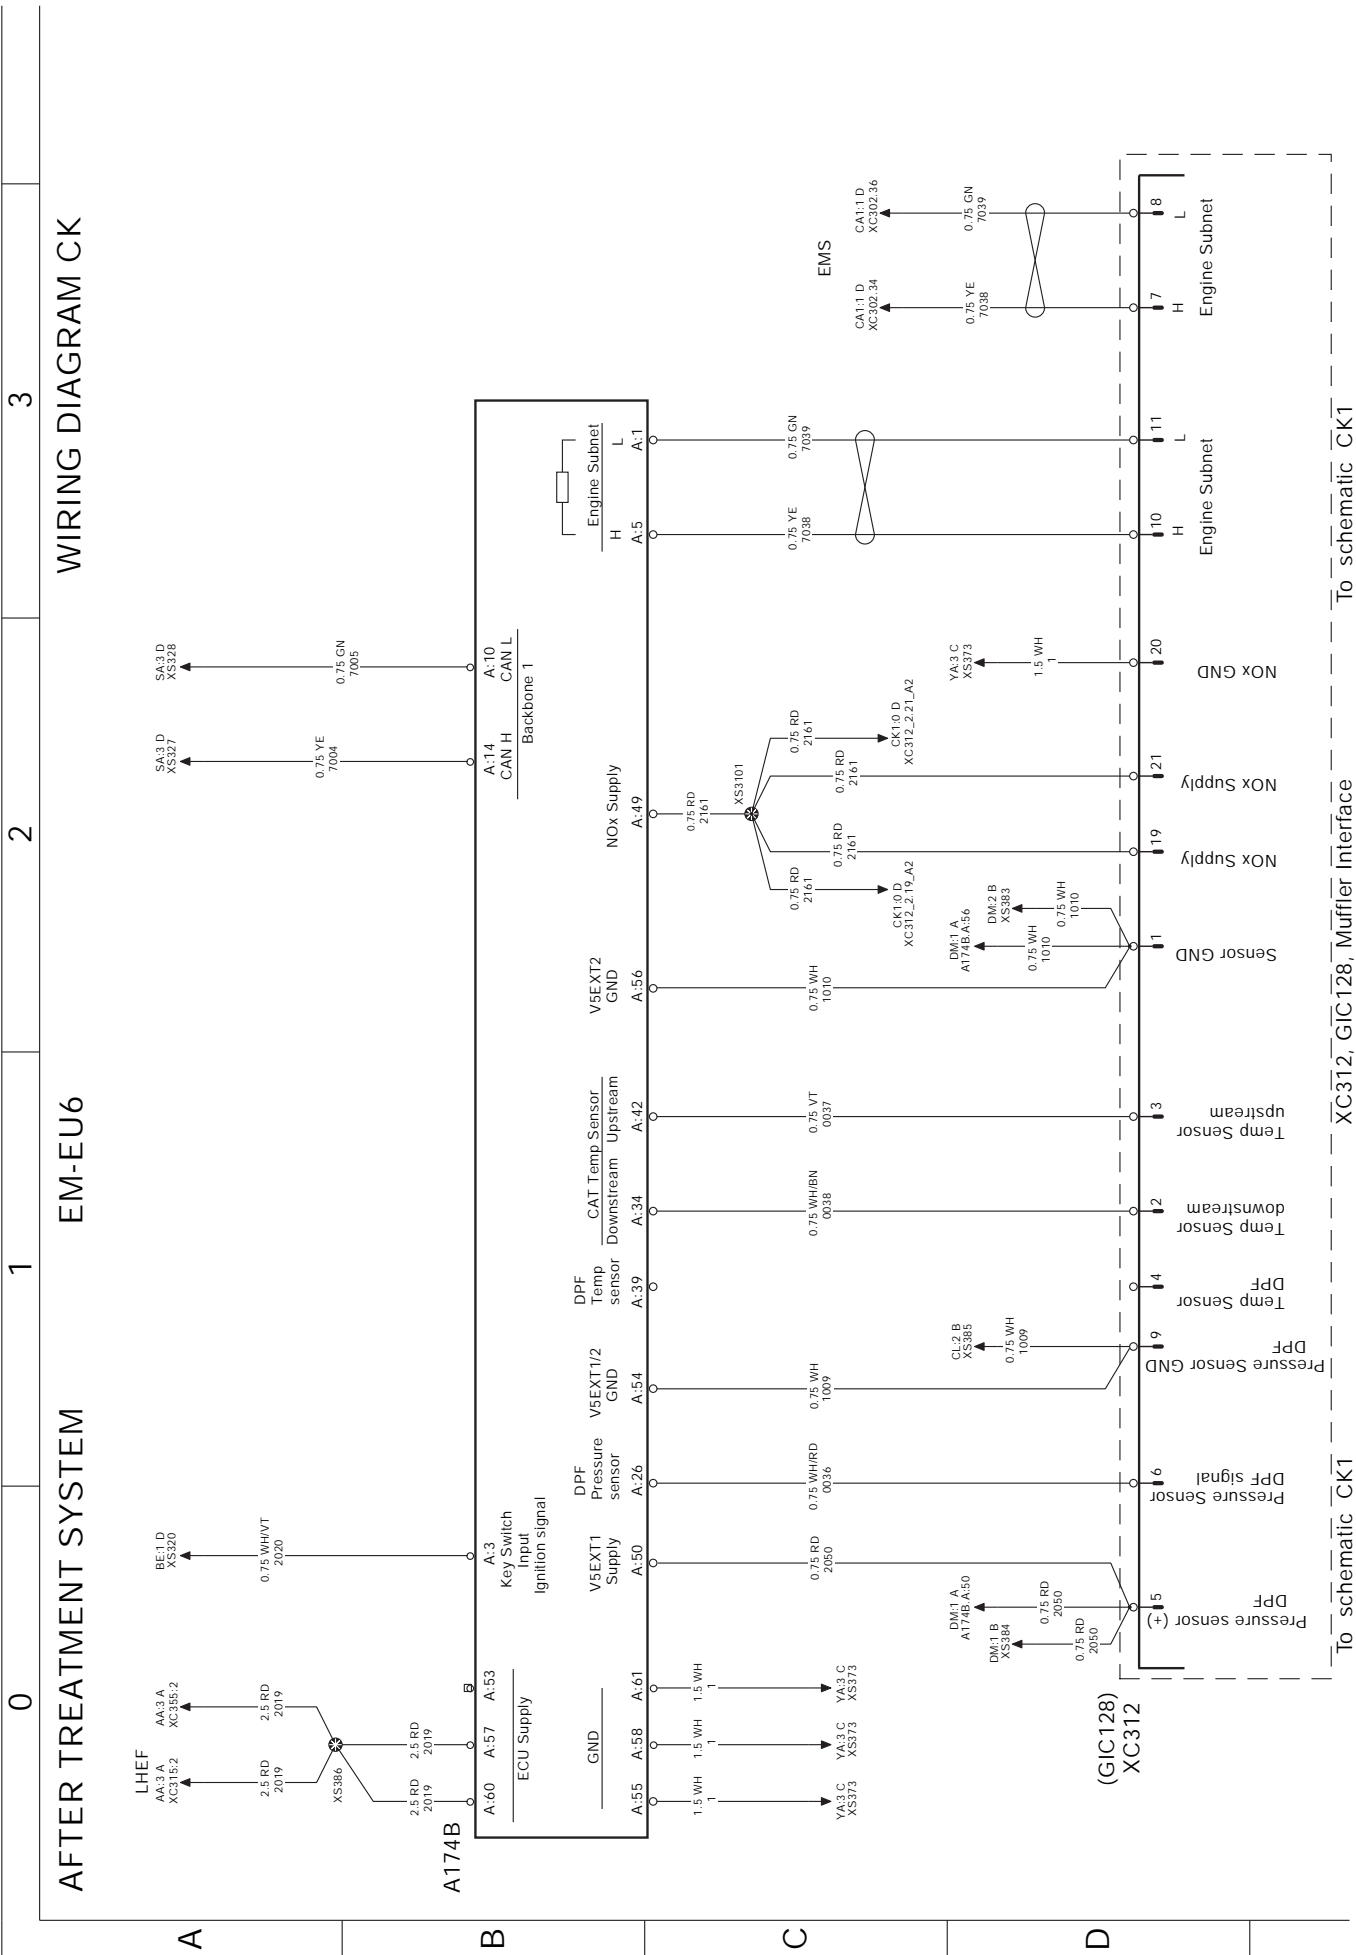 0
1
2
3
A
B
C
D
AFTER TREATMENT SYSTEM
EM-EU6
WIRING DIAGRAM CK
LHEF
AA:3 A
XC315:2
AA:3 A
XC355:2
BE:1 D
XS320
SA:3 D
XS327
SA:3 D
XS328
2.5 RD
2019
2.5 RD
2019
0.75 WH/VT
2020
0.75 YE
7004
0.75 GN
7005
XS386
2.5 RD
2019
2.5 RD
2019
A174B
A:60
A:57
A:53
A:3
A:14
A:10
ECU Supply
Key Switch
Input
Ignition signal
CAN H
CAN L
Backbone 1
GND
V5EXT1
Supply
DPF
Pressure
sensor
V5EXT1/2
GND
DPF
Temp
sensor
CAT Temp Sensor
Downstream
Upstream
V5EXT2
GND
NOx Supply
Engine Subnet
H
L
A:55
A:58
A:61
A:50
A:26
A:54
A:39
A:34
A:42
A:56
A:49
A:5
A:1
1.5 WH
1
1.5 WH
1
1.5 WH
1
YA:3 C
XS373
YA:3 C
XS373
YA:3 C
XS373
0.75 RD
2050
0.75 WH/RD
0036
0.75 WH
1009
0.75 WH/BN
0038
0.75 VT
0037
0.75 WH
1010
0.75 RD
2161
XS3101
0.75 RD
2161
0.75 RD
2161
0.75 RD
2161
0.75 RD
2161
CK1:0 D
XC312_2.19_A2
CK1:0 D
XC312_2.21_A2
0.75 YE
7038
0.75 GN
7039
EMS
CA1:1 D
XC302.34
CA1:1 D
XC302.36
0.75 YE
7038
0.75 GN
7039
DM:1 B
XS384
DM:1 A
A174B.A:50
0.75 RD
2050
0.75 RD
2050
CL:2 B
XS385
0.75 WH
1009
DM:1 A
A174B.A:56
DM:2 B
XS383
0.75 WH
1010
0.75 WH
1010
YA:3 C
XS373
1.5 WH
1
(GIC128)
XC312
5
6
9
4
2
3
1
19
21
20
10
11
7
8
Pressure sensor (+)
DPF
Pressure Sensor
DPF signal
Pressure Sensor GND
DPF
Temp Sensor
DPF
Temp Sensor
downstream
Temp Sensor
upstream
Sensor GND
NOx Supply
NOx Supply
NOx GND
H
L
Engine Subnet
H
L
Engine Subnet
To schematic CK1
XC312, GIC128, Muffler Interface
To schematic CK1